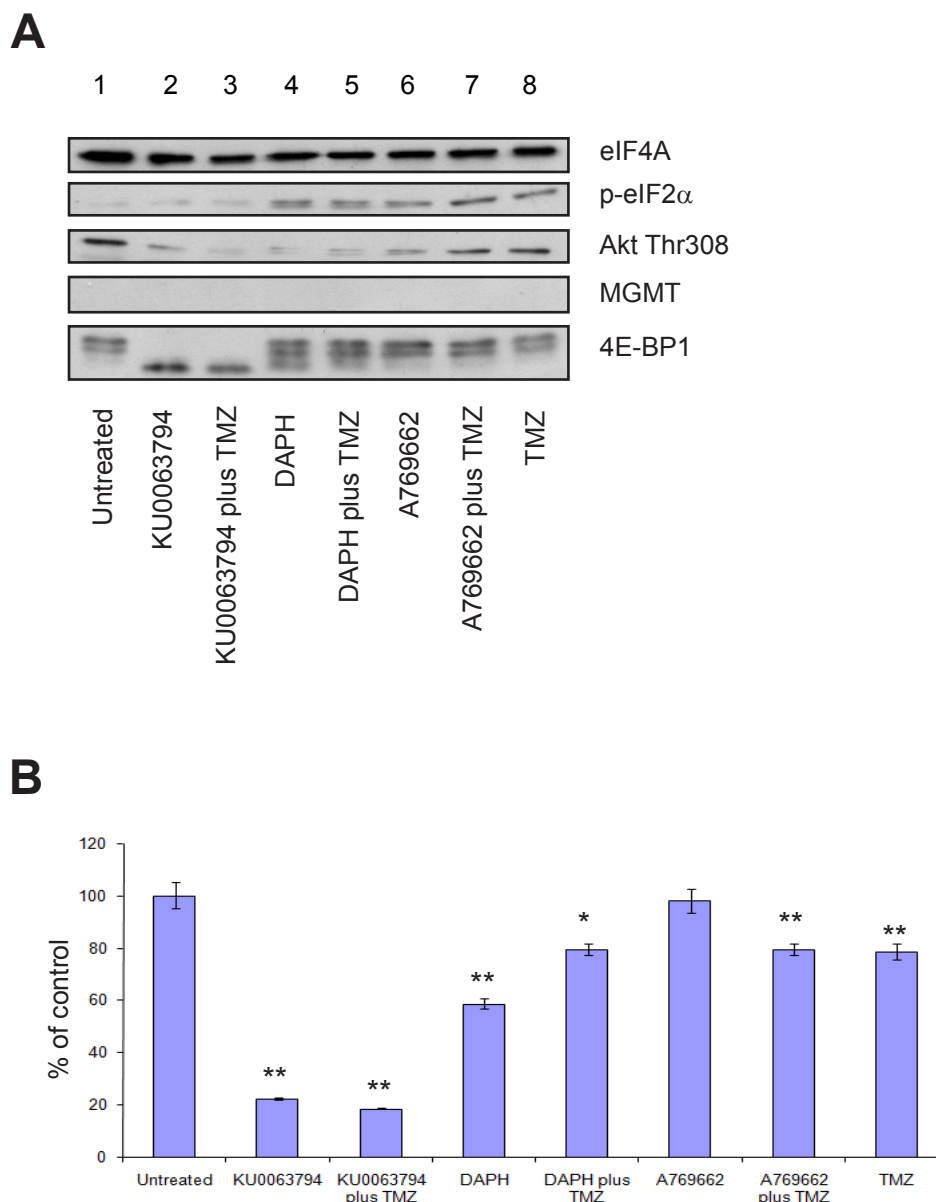 A
1 2 3 4 5 6 7 8
eIF4A
p-eIF2α
Akt Thr308
MGMT
4E-BP1
Untreated
KU0063794
KU0063794 plus TMZ
DAPH
DAPH plus TMZ
A769662
A769662 plus TMZ
TMZ
B
% of control
120
100
80
60
40
20
0
**
**
**
*
**
**
Untreated
KU0063794
KU0063794
plus TMZ
DAPH
DAPH plus
TMZ
A769662
A769662
plus TMZ
TMZ